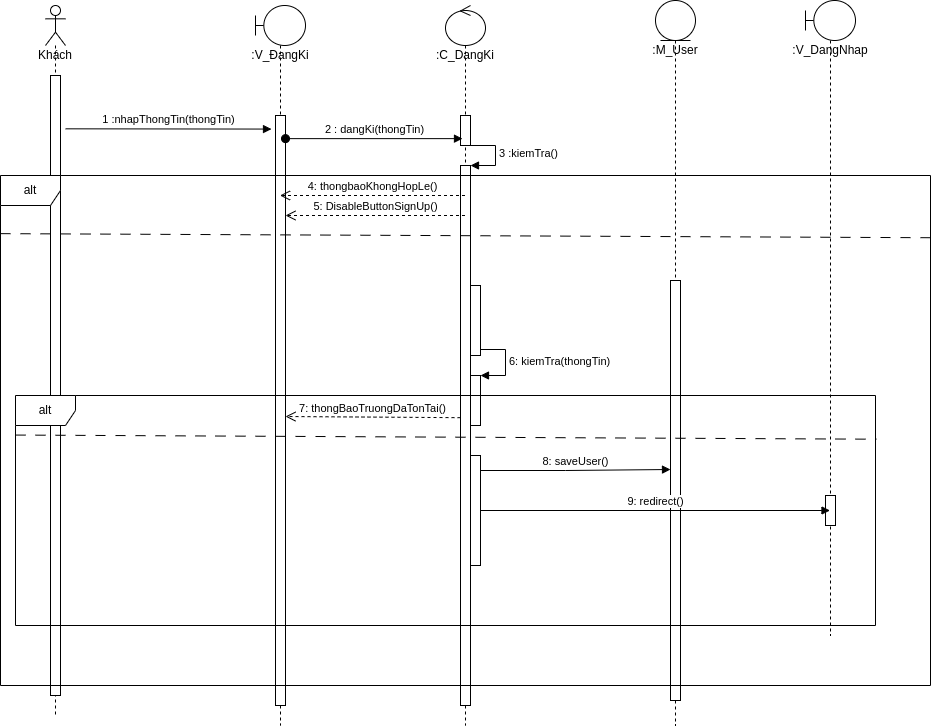 Khách
:V_ĐangKi
:C_DangKi
:M_User
:V_DangNhap
1 :nhapThongTin(thongTin)
2 : dangKi(thongTin)
3 :kiemTra()
alt
4: thongbaoKhongHopLe()
5: DisableButtonSignUp()
6: kiemTra(thongTin)
alt
7: thongBaoTruongDaTonTai()
8: saveUser()
9: redirect()